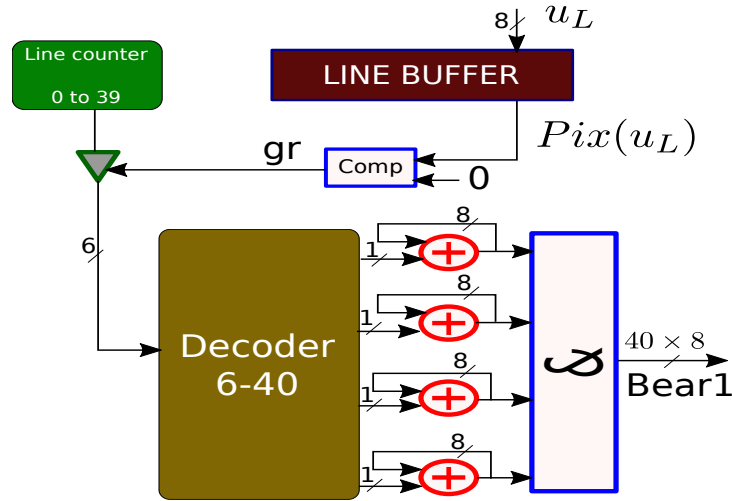 8 u_L
Line counter
0 to 39
LINE BUFFER
Pix(u_L)
gr
Comp
0
6
Decoder
6-40
8
1
+
8
1
+
8
1
+
8
1
+
&
40 × 8
Bear1